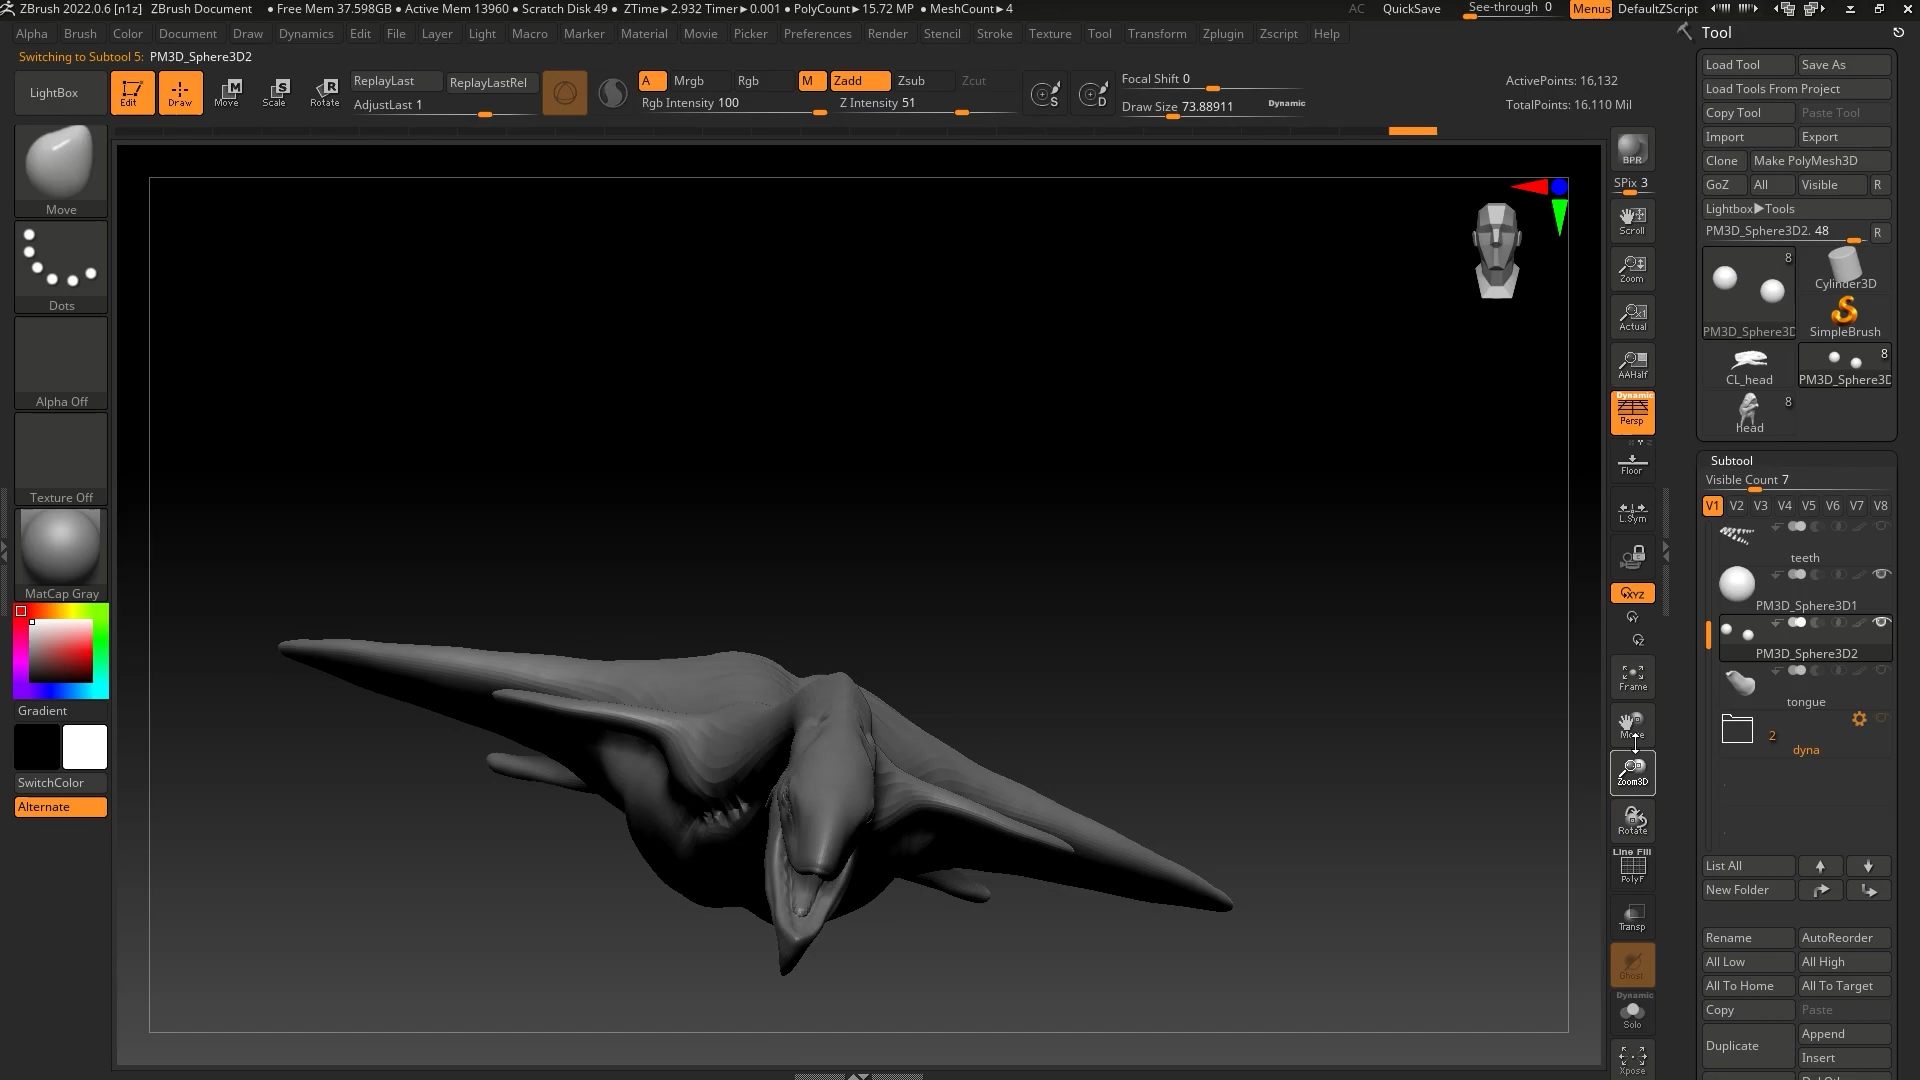 ZBrush 2022.0.6 [n1z] ZBrush Document ● Free Mem 37.598GB ● Active Mem 13960 ● Scratch Disk 49 ● ZTime►2.932 Timer►0.001 ● PolyCount►15.72 MP ● MeshCount►4 AC QuickSave See-through 0 Menus DefaultZScript
Alpha Brush Color Document Draw Dynamics Edit File Layer Light Macro Marker Material Movie Picker Preferences Render Stencil Stroke Texture Tool Transform Zplugin Zscript Help
Switching to Subtool 5: PM3D_Sphere3D2
LightBox
Edit
Draw
Move
Scale
Rotate
ReplayLast
ReplayLastRel
AdjustLast 1
A
Mrgb
Rgb
M
Zadd
Zsub
Zcut
Rgb Intensity 100
Z Intensity 51
S
D
Focal Shift 0
Draw Size 73.88911
Dynamic
ActivePoints: 16,132
TotalPoints: 16.110 Mil
Move
Dots
Alpha Off
Texture Off
MatCap Gray
Gradient
SwitchColor
Alternate
BPR
SPix 3
Scroll
Zoom
Actual
AAHalf
Dynamic
Persp
Floor
L.Sym
XYZ
Frame
Move
Zoom3D
Rotate
Line Fill
PolyF
Transp
Ghost
Dynamic
Solo
Xpose
Tool
Load Tool
Save As
Load Tools From Project
Copy Tool
Paste Tool
Import
Export
Clone
Make PolyMesh3D
GoZ
All
Visible
R
Lightbox►Tools
PM3D_Sphere3D2. 48
R
8
PM3D_Sphere3D
Cylinder3D
SimpleBrush
CL_head
8
PM3D_Sphere3D
8
head
Subtool
Visible Count 7
V1 V2 V3 V4 V5 V6 V7 V8
teeth
PM3D_Sphere3D1
PM3D_Sphere3D2
tongue
2
dyna
List All
New Folder
Rename
AutoReorder
All Low
All High
All To Home
All To Target
Copy
Paste
Duplicate
Append
Insert